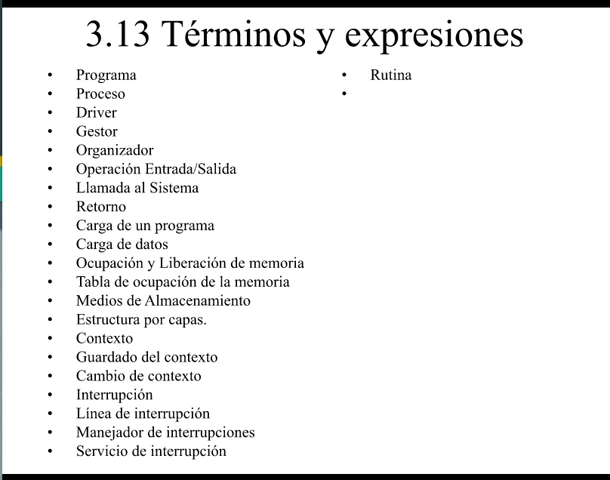 3.13 Términos y expresiones
• Programa
• Proceso
• Driver
• Gestor
• Organizador
• Operación Entrada/Salida
• Llamada al Sistema
• Retorno
• Carga de un programa
• Carga de datos
• Ocupación y Liberación de memoria
• Tabla de ocupación de la memoria
• Medios de Almacenamiento
• Estructura por capas.
• Contexto
• Guardado del contexto
• Cambio de contexto
• Interrupción
• Línea de interrupción
• Manejador de interrupciones
• Servicio de interrupción
• Rutina
•